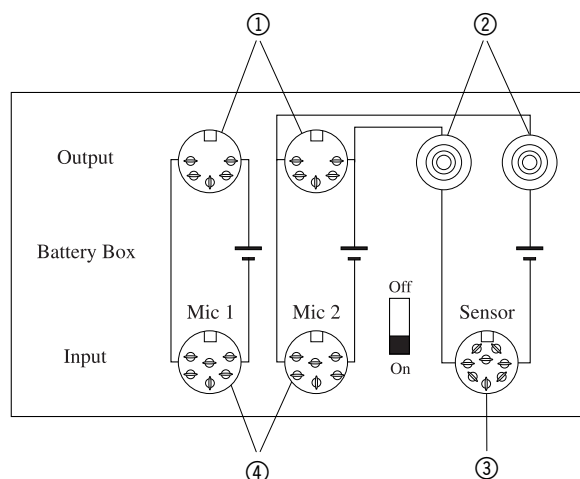 ① ②
Output
Battery Box
Off
Mic 1 Mic 2 Sensor
Input
On
④ ③